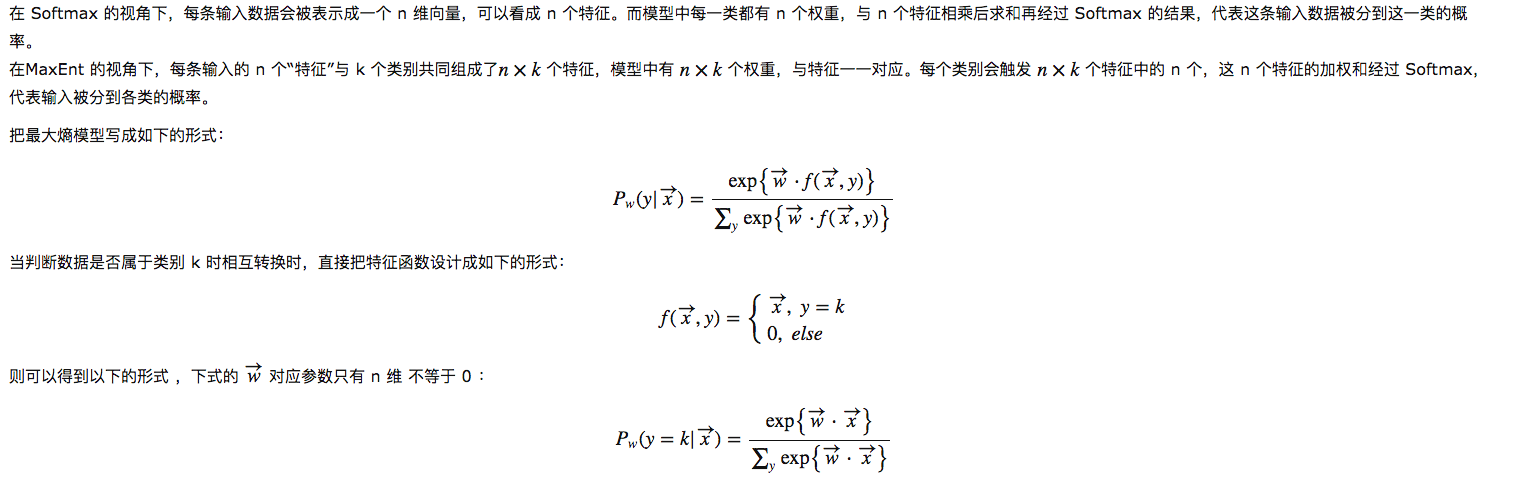 在 Softmax 的视角下，每条输入数据会被表示成一个 n 维向量，可以看成 n 个特征。而模型中每一类都有 n 个权重，与 n 个特征相乘后求和再经过 Softmax 的结果，代表这条输入数据被分到这一类的概
率。
在MaxEnt 的视角下，每条输入的 n 个“特征”与 k 个类别共同组成了n × k 个特征，模型中有 n × k 个权重，与特征一一对应。每个类别会触发 n × k 个特征中的 n 个，这 n 个特征的加权和经过 Softmax,
代表输入被分到各类的概率。
把最大熵模型写成如下的形式：
$P_w(y|\vec{x}) = \frac{\exp\{\vec{w} \cdot f(\vec{x}, y)\}}{\sum_y \exp\{\vec{w} \cdot f(\vec{x}, y)\}}$
当判断数据是否属于类别 k 时相互转换时，直接把特征函数设计成如下的形式：
$f(\vec{x}, y) = \begin{cases} \vec{x}, \ y = k \\ 0, \ else \end{cases}$
则可以得到以下的形式 ，下式的 $\vec{w}$ 对应参数只有 n 维 不等于 0 ：
$P_w(y = k|\vec{x}) = \frac{\exp\{\vec{w} \cdot \vec{x}\}}{\sum_y \exp\{\vec{w} \cdot \vec{x}\}}$